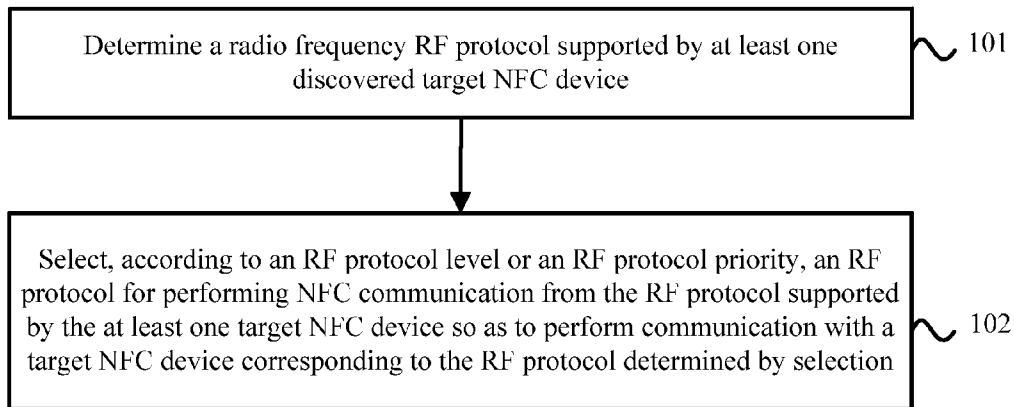 Determine a radio frequency RF protocol supported by at least one
discovered target NFC device
101
Select, according to an RF protocol level or an RF protocol priority, an RF
protocol for performing NFC communication from the RF protocol supported
by the at least one target NFC device so as to perform communication with a
target NFC device corresponding to the RF protocol determined by selection
102